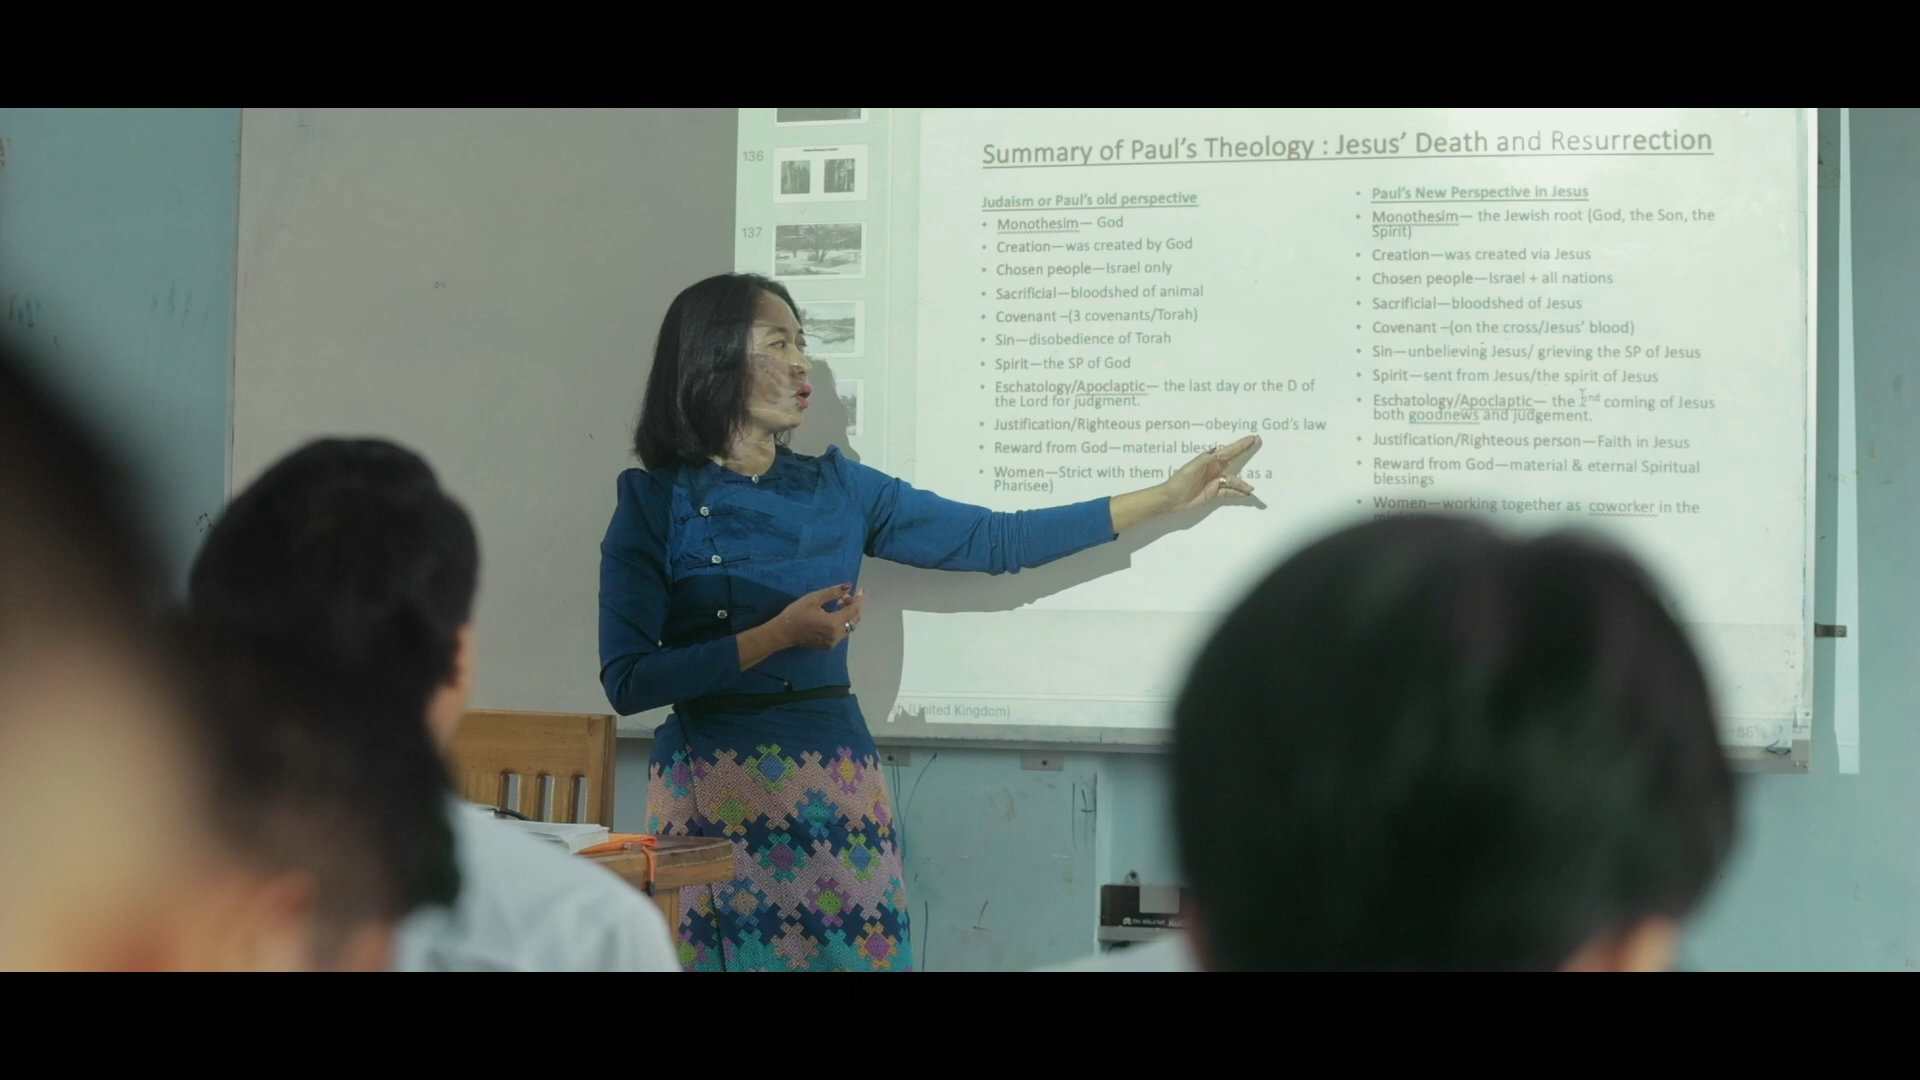 136
137
Summary of Paul's Theology : Jesus' Death and Resurrection
Judaism or Paul's old perspective
• Monothesim— God
• Creation—was created by God
• Chosen people—Israel only
• Sacrificial—bloodshed of animal
• Covenant –(3 covenants/Torah)
• Sin—disobedience of Torah
• Spirit—the SP of God
• Eschatology/Apoclaptic— the last day or the D of
the Lord for judgment.
• Justification/Righteous person—obeying God's law
• Reward from God—material
• Women—Strict with them as a
Pharisee)
• Paul's New Perspective in Jesus
• Monothesim— the Jewish root (God, the Son, the
Spirit)
• Creation—was created via Jesus
• Chosen people—Israel + all nations
• Sacrificial—bloodshed of Jesus
• Covenant –(on the cross/Jesus' blood)
• Sin—unbelieving Jesus/ grieving the SP of Jesus
• Spirit—sent from Jesus/the spirit of Jesus
• Eschatology/Apoclaptic— the 2nd coming of Jesus
both goodnews and judgement.
• Justification/Righteous person—Faith in Jesus
• Reward from God—material & eternal Spiritual
blessings
• Women—working together as coworker in the
(United Kingdom)
86%